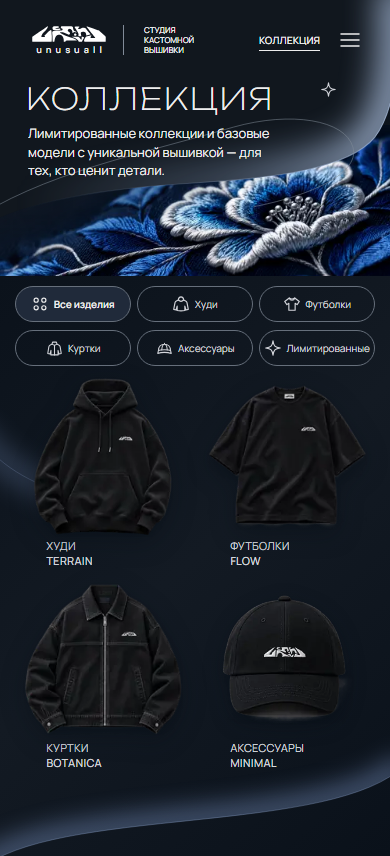 unusuall
СТУДИЯ
КАСТОМНОЙ
ВЫШИВКИ
КОЛЛЕКЦИЯ
КОЛЛЕКЦИЯ
Лимитированные коллекции и базовые
модели с уникальной вышивкой — для
тех, кто ценит детали.
Все изделия
Худи
Футболки
Куртки
Аксессуары
Лимитированные
ХУДИ
TERRAIN
ФУТБОЛКИ
FLOW
КУРТКИ
BOTANICA
АКСЕССУАРЫ
MINIMAL